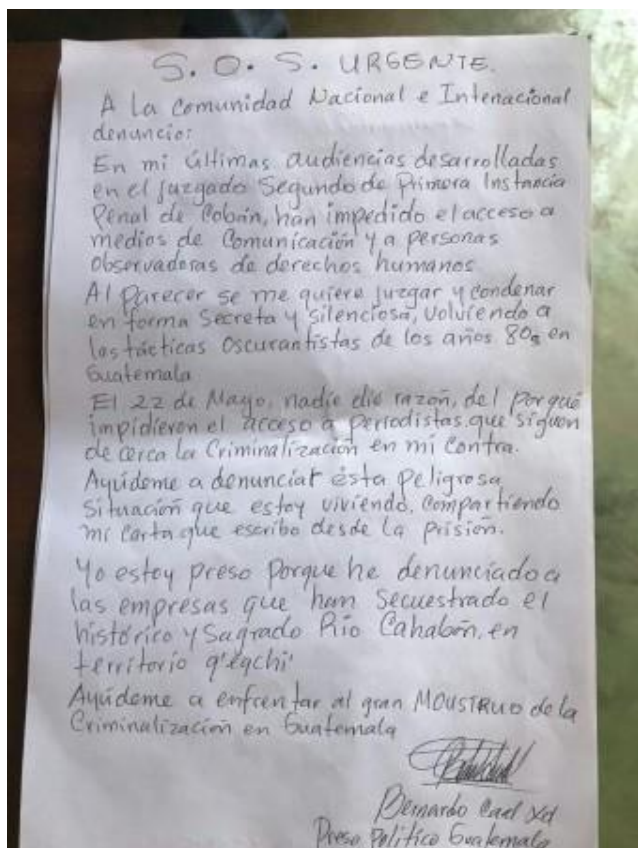 S. O. S. URGENTE.
A La Comunidad Nacional e Intenacional
denuncio:
En mi últimas audiencias desarrolladas
en el juzgado Segundo de Primera Instancia
Penal de Cobán, han impedido el acceso a
medios de Comunicación y a personas
Observadoras de derechos humanos
Al parecer se me quiere juzgar y condenar
en forma Secreta y Silenciosa, volviendo a
las tácticas Oscurantistas de los años 80s en
Guatemala
El 22 de Mayo, nadie dio razón, del porqué
impidieron el acceso a periodistas que siguen
de cerca la Criminalización en mi Contra.
Ayúdeme a denunciar ésta peligrosa
Situación que estoy viviendo, Compartiendo
mi Carta que escribo desde la prisión.
Yo estoy preso porque he denunciado a
las empresas que han Secuestrado el
histórico y Sagrado Río Cahabón, en
territorio q'eqchi'
Ayúdeme a enfrentar al gran MOUSTRUO de la
Criminalización en Guatemala
Bernardo Caal Xol
Preso Político Guatemala